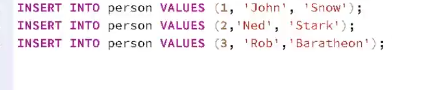 INSERT INTO person VALUES (1, 'John', 'Snow');
INSERT INTO person VALUES (2,'Ned', 'Stark');
INSERT INTO person VALUES (3, 'Rob','Baratheon');